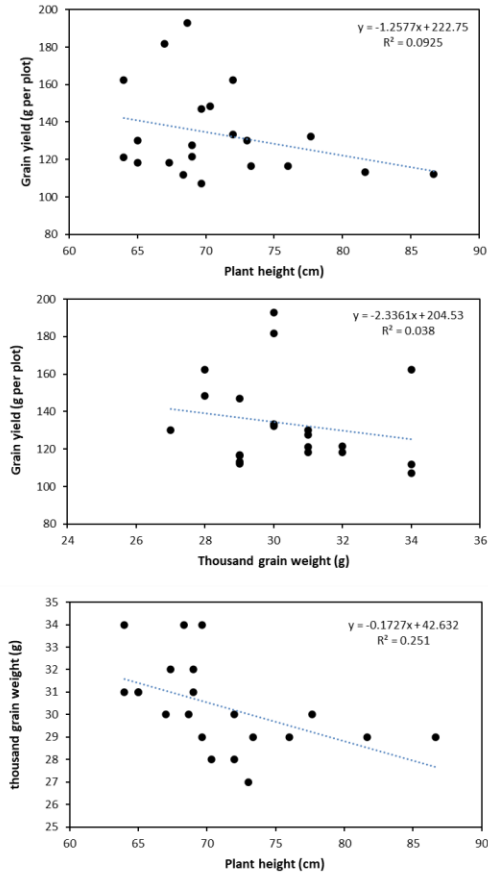 y = -1.2577x + 222.75
R² = 0.0925
Grain yield (g per plot)
200
180
160
140
120
100
80
60 65 70 75 80 85 90
Plant height (cm)
y = -2.3361x + 204.53
R² = 0.038
Grain yield (g per plot)
200
180
160
140
120
100
80
24 26 28 30 32 34 36
Thousand grain weight (g)
y = -0.1727x + 42.632
R² = 0.251
thousand grain weight (g)
35
34
33
32
31
30
29
28
27
26
25
60 65 70 75 80 85 90
Plant height (cm)